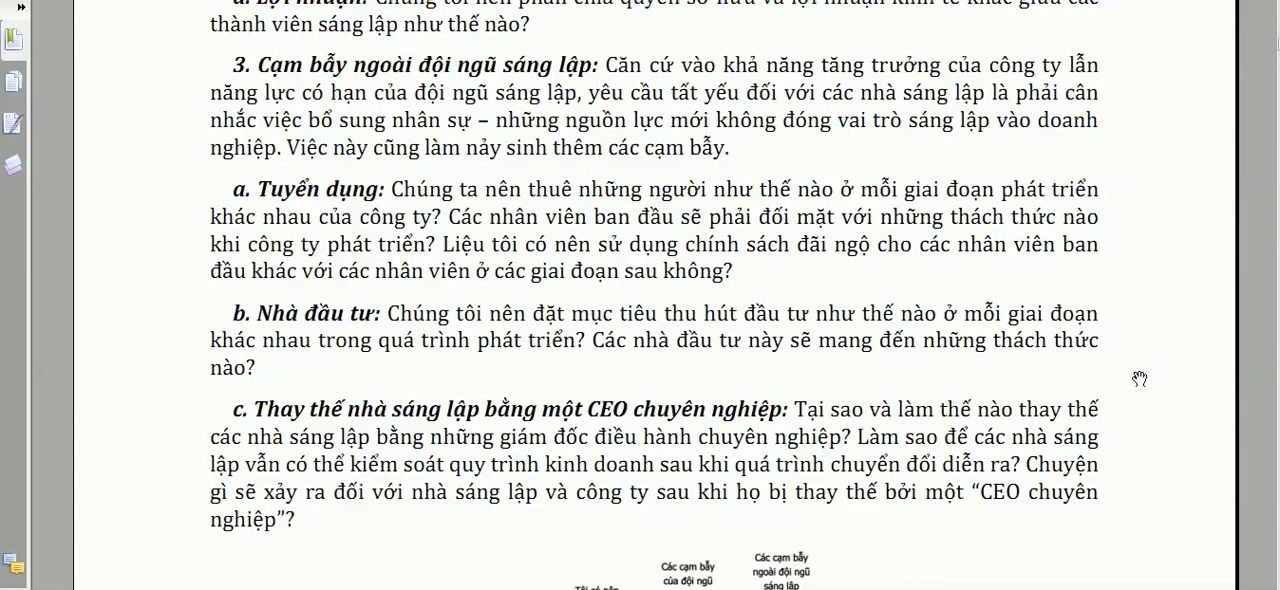 thành viên sáng lập như thế nào?
3. Cạm bẫy ngoài đội ngũ sáng lập: Căn cứ vào khả năng tăng trưởng của công ty lẫn
năng lực có hạn của đội ngũ sáng lập, yêu cầu tất yếu đối với các nhà sáng lập là phải cân
nhắc việc bổ sung nhân sự – những nguồn lực mới không đóng vai trò sáng lập vào doanh
nghiệp. Việc này cũng làm nảy sinh thêm các cạm bẫy.
a. Tuyển dụng: Chúng ta nên thuê những người như thế nào ở mỗi giai đoạn phát triển
khác nhau của công ty? Các nhân viên ban đầu sẽ phải đối mặt với những thách thức nào
khi công ty phát triển? Liệu tôi có nên sử dụng chính sách đãi ngộ cho các nhân viên ban
đầu khác với các nhân viên ở các giai đoạn sau không?
b. Nhà đầu tư: Chúng tôi nên đặt mục tiêu thu hút đầu tư như thế nào ở mỗi giai đoạn
khác nhau trong quá trình phát triển? Các nhà đầu tư này sẽ mang đến những thách thức
nào?
c. Thay thế nhà sáng lập bằng một CEO chuyên nghiệp: Tại sao và làm thế nào thay thế
các nhà sáng lập bằng những giám đốc điều hành chuyên nghiệp? Làm sao để các nhà sáng
lập vẫn có thể kiểm soát quy trình kinh doanh sau khi quá trình chuyển đổi diễn ra? Chuyện
gì sẽ xảy ra đối với nhà sáng lập và công ty sau khi họ bị thay thế bởi một “CEO chuyên
nghiệp”?
Các cạm bẫy
của đội ngũ
Các cạm bẫy
ngoài đội ngũ
sáng lập